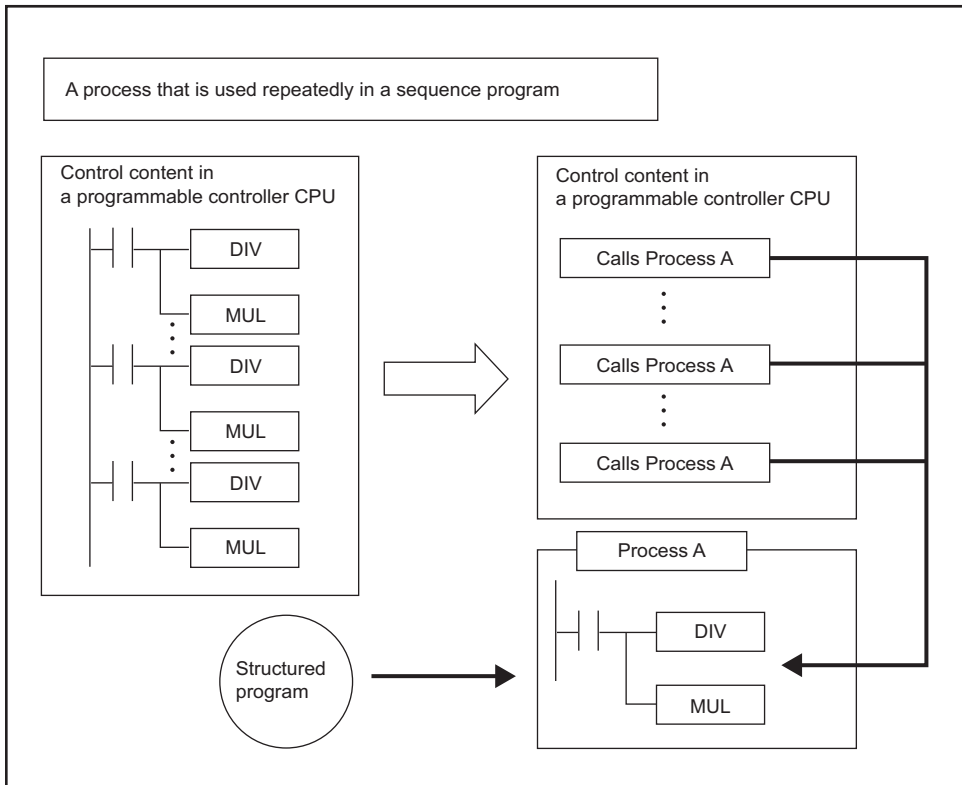 A process that is used repeatedly in a sequence program
Control content in
a programmable controller CPU
DIV
MUL
DIV
MUL
DIV
MUL
Control content in
a programmable controller CPU
Calls Process A
Calls Process A
Calls Process A
Process A
DIV
MUL
Structured
program